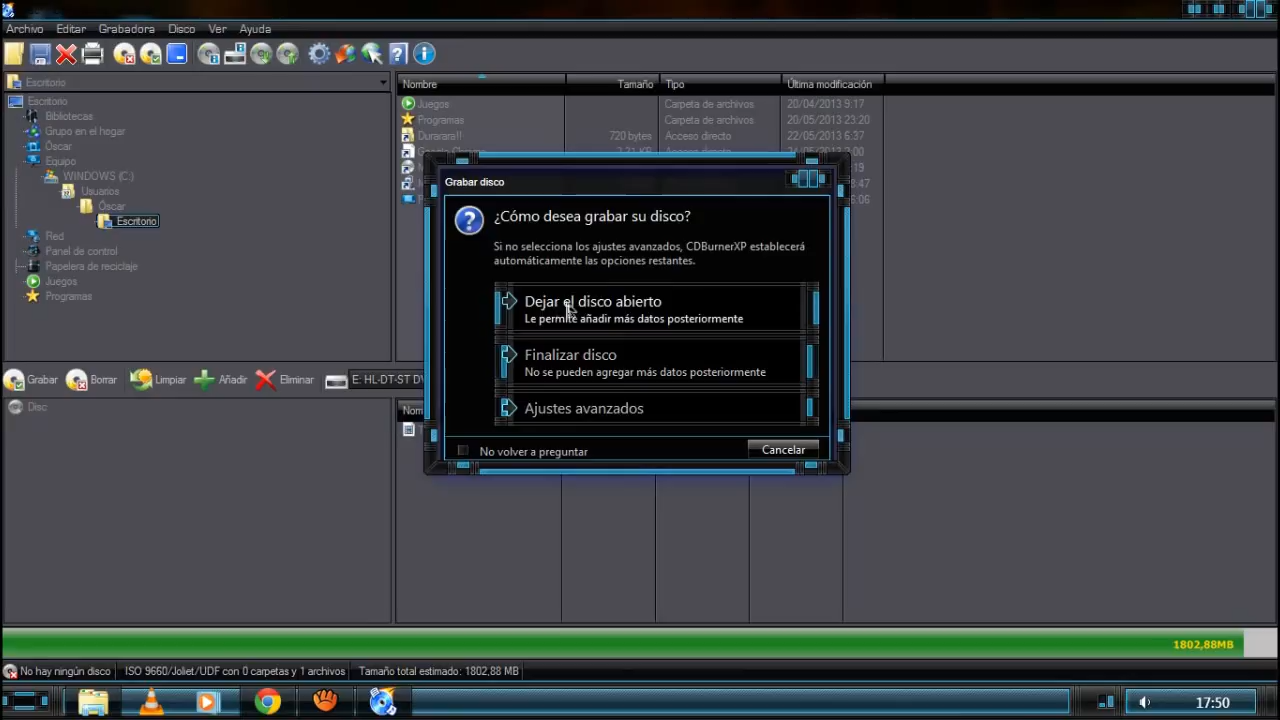 Archivo Editar Grabadora Disco Ver Ayuda
Escritorio
Nombre Tamaño Tipo Última modificación
Escritorio
Bibliotecas
Grupo en el hogar
Óscar
Equipo
WINDOWS (C:)
Usuarios
Óscar
Escritorio
Red
Panel de control
Papelera de reciclaje
Juegos
Programas
Juegos Carpeta de archivos 20/04/2013 9:17
Programas Carpeta de archivos 20/05/2013 23:20
Durarara!! 720 bytes Acceso directo 22/05/2013 6:37
Grabar disco
¿Cómo desea grabar su disco?
Si no selecciona los ajustes avanzados, CDBurnerXP establecerá
automáticamente las opciones restantes.
Dejar el disco abierto
Le permite añadir más datos posteriormente
Finalizar disco
No se pueden agregar más datos posteriormente
Ajustes avanzados
No volver a preguntar
Cancelar
Grabar Borrar Limpiar Añadir Eliminar E: HL-DT-ST
Disc
1802,88MB
No hay ningún disco ISO 9660/Joliet/UDF con 0 carpetas y 1 archivos Tamaño total estimado: 1802,88 MB
17:50